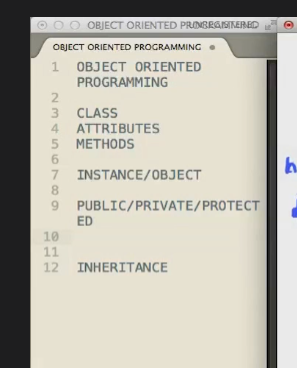 OBJECT ORIENTED PROGRAMMING
UNREGISTERED
OBJECT ORIENTED PROGRAMMING
1 OBJECT ORIENTED
PROGRAMMING
2
3 CLASS
4 ATTRIBUTES
5 METHODS
6
7 INSTANCE/OBJECT
8
9 PUBLIC/PRIVATE/PROTECT
ED
10
11
12 INHERITANCE
h